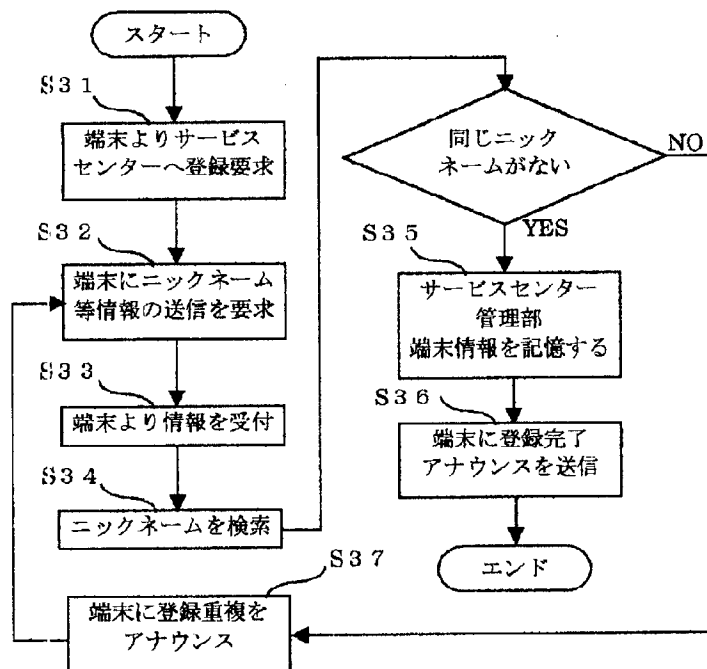 スタート
S31
端末よりサービス
センターへ登録要求
S32
端末にニックネーム
等情報の送信を要求
S33
端末より情報を受付
S34
ニックネームを検索
同じニック
ネームがない
NO
YES
S35
サービスセンター
管理部
端末情報を記憶する
S36
端末に登録完了
アナウンスを送信
エンド
S37
端末に登録重複を
アナウンス